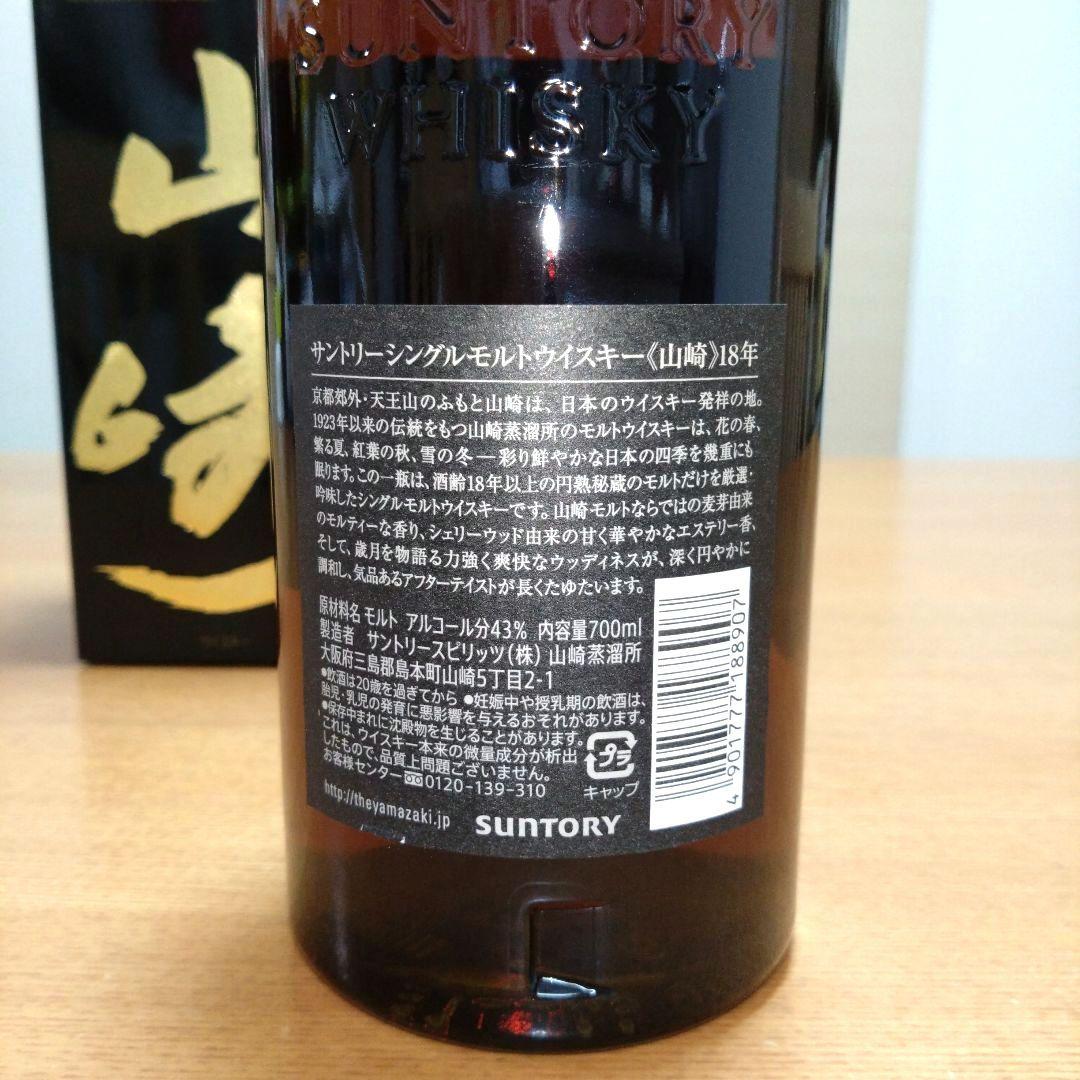 SUNTORY
WHISKY
山崎
サントリーシングルモルトウイスキー《山崎》18年
京都郊外・天王山のふもと山崎は、日本のウイスキー発祥の地。
1923年以来の伝統をもつ山崎蒸溜所のモルトウイスキーは、花の春、
繁る夏、紅葉の秋、雪の冬―彩り鮮やかな日本の四季を幾重にも
眠ります。この一瓶は、酒齢18年以上の円熟秘蔵のモルトだけを厳選・
吟味したシングルモルトウイスキーです。山崎モルトならではの麦芽由来
のモルティーな香り、シェリーウッド由来の甘く華やかなエステリー香、
そして、歳月を物語る力強く爽快なウッディネスが、深く円やかに
調和し、気品あるアフターテイストが長くたゆたいます。
原材料名 モルト アルコール分43% 内容量700ml
製造者 サントリースピリッツ(株) 山崎蒸溜所
大阪府三島郡島本町山崎5丁目2-1
●飲酒は20歳を過ぎてから ●妊娠中や授乳期の飲酒は、
胎児・乳児の発育に悪影響を与えるおそれがあります。
●保存中まれに沈殿物を生じることがあります。
これは、ウイスキー本来の微量成分が析出
したもので、品質上問題ございません。
お客様センター 0120-139-310
プラ
キャップ
http://theyamazaki.jp
SUNTORY
4 901777 188907